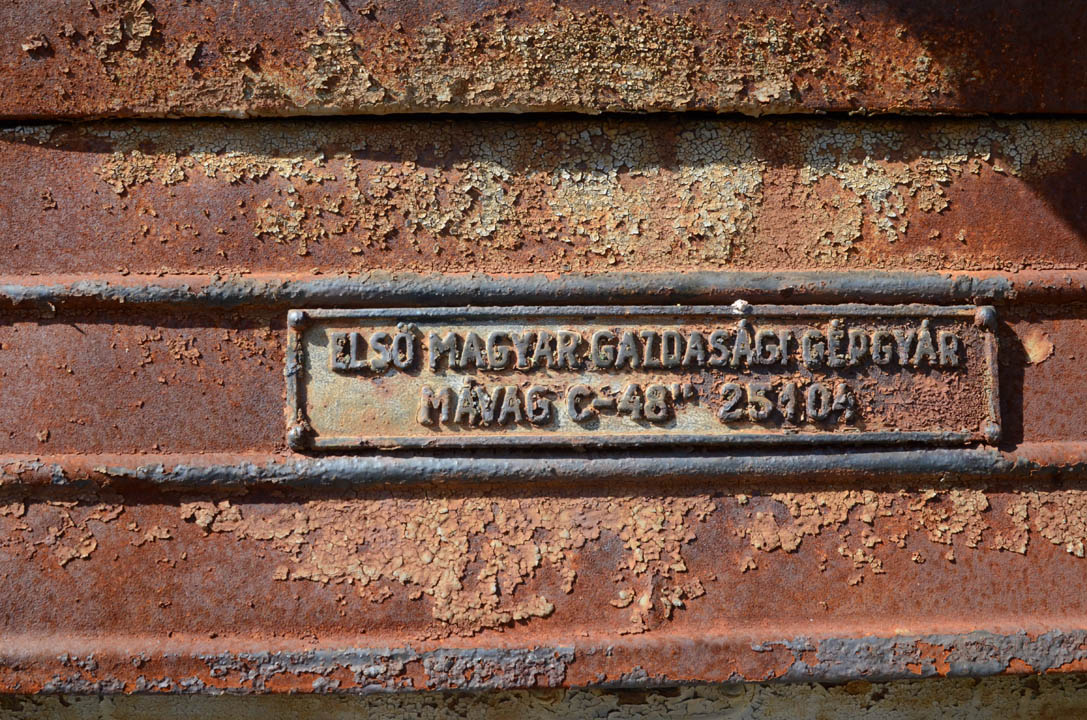 ELSŐ MAGYAR GAZDASÁGI GÉPGYÁR
MÁVAG C-48" 25104